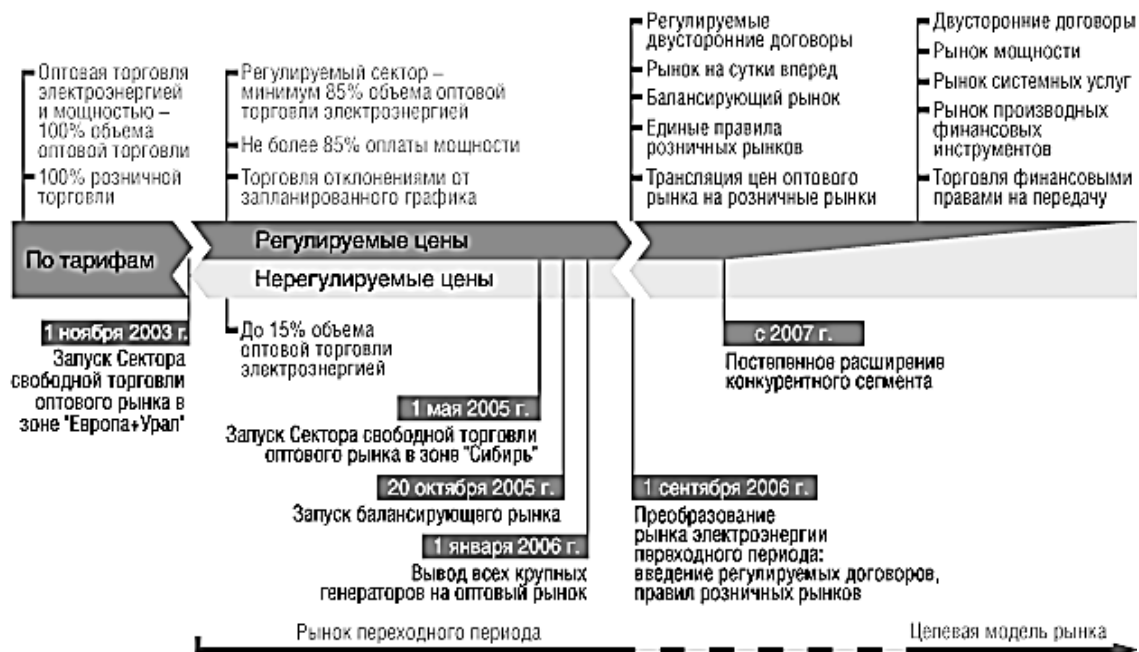 Оптовая торговля
электроэнергией
и мощностью –
100% объема
оптовой торговли
100% розничной
торговли
Регулируемый сектор –
минимум 85% объема оптовой
торговли электроэнергией
Не более 85% оплаты мощности
Торговля отклонениями от
запланированного графика
Регулируемые
двусторонние договоры
Рынок на сутки вперед
Балансирующий рынок
Единые правила
розничных рынков
Трансляция цен оптового
рынка на розничные рынки
Двусторонние договоры
Рынок мощности
Рынок системных услуг
Рынок производных
финансовых
инструментов
Торговля финансовыми
правами на передачу
По тарифам
Регулируемые цены
Нерегулируемые цены
1 ноября 2003 г.
Запуск Сектора
свободной торговли
оптового рынка в
зоне "Европа+Урал"
До 15% объема
оптовой торговли
электроэнергией
1 мая 2005 г.
Запуск Сектора свободной торговли
оптового рынка в зоне "Сибирь"
20 октября 2005 г.
Запуск балансирующего рынка
1 января 2006 г.
Вывод всех крупных
генераторов на оптовый рынок
1 сентября 2006 г.
Преобразование
рынка электроэнергии
переходного периода:
введение регулируемых договоров,
правил розничных рынков
с 2007 г.
Постепенное расширение
конкурентного сегмента
Рынок переходного периода
Целевая модель рынка